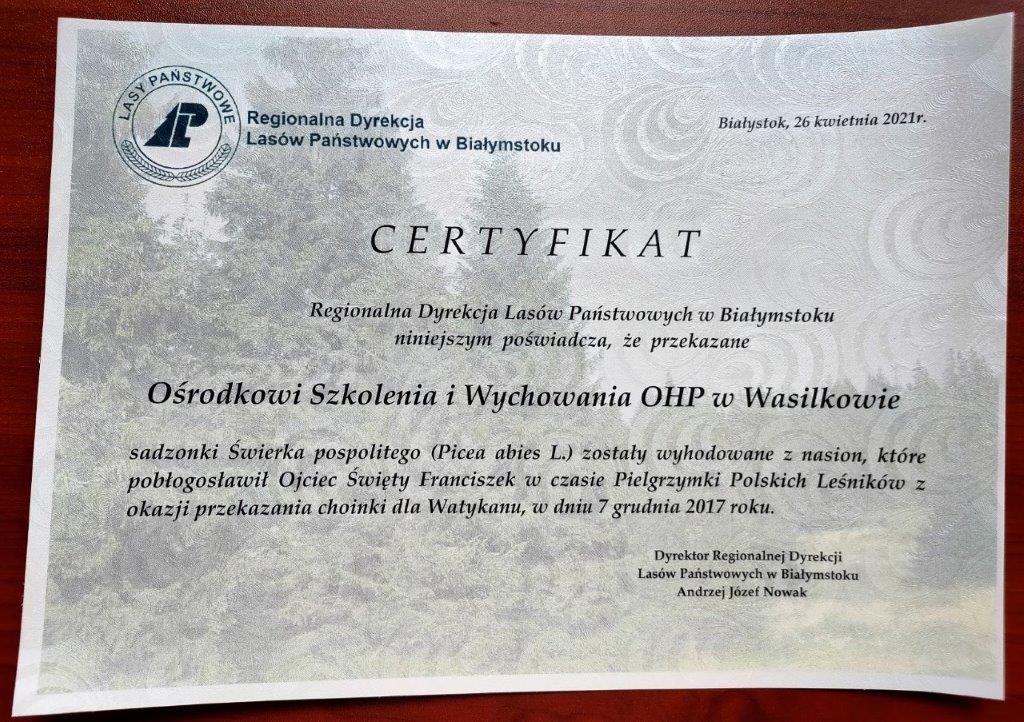 LASY PAŃSTWOWE
LP
Regionalna Dyrekcja
Lasów Państwowych w Białymstoku
Białystok, 26 kwietnia 2021r.
CERTYFIKAT
Regionalna Dyrekcja Lasów Państwowych w Białymstoku
niniejszym poświadcza, że przekazane
Ośrodkowi Szkolenia i Wychowania OHP w Wasilkowie
sadzonki Świerka pospolitego (Picea abies L.) zostały wyhodowane z nasion, które
pobłogosławił Ojciec Święty Franciszek w czasie Pielgrzymki Polskich Leśników z
okazji przekazania choinki dla Watykanu, w dniu 7 grudnia 2017 roku.
Dyrektor Regionalnej Dyrekcji
Lasów Państwowych w Białymstoku
Andrzej Józef Nowak